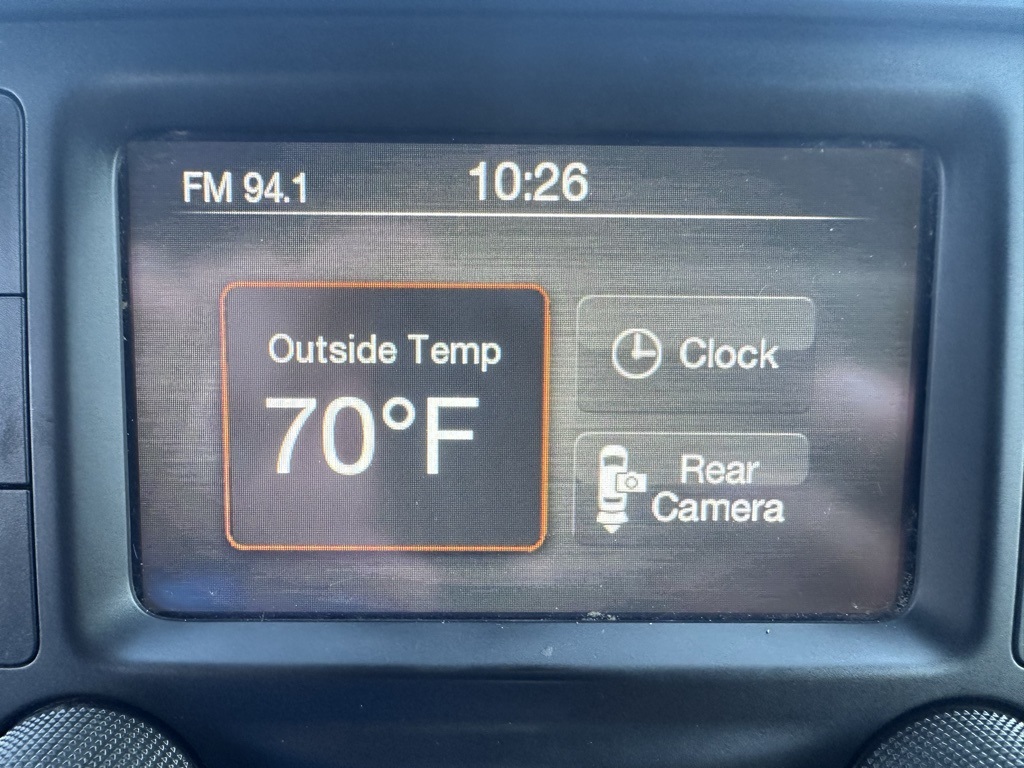 FM 94.1 10:26
Outside Temp
70°F
Clock
Rear
Camera